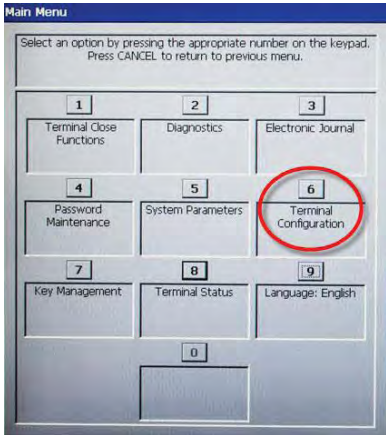 Main Menu
Select an option by pressing the appropriate number on the keypad.
Press CANCEL to return to previous menu.
1 2 3
Terminal Close Functions
Diagnostics
Electronic Journal
4 5 6
Password Maintenance
System Parameters
Terminal Configuration
7 8 9
Key Management
Terminal Status
Language: English
0